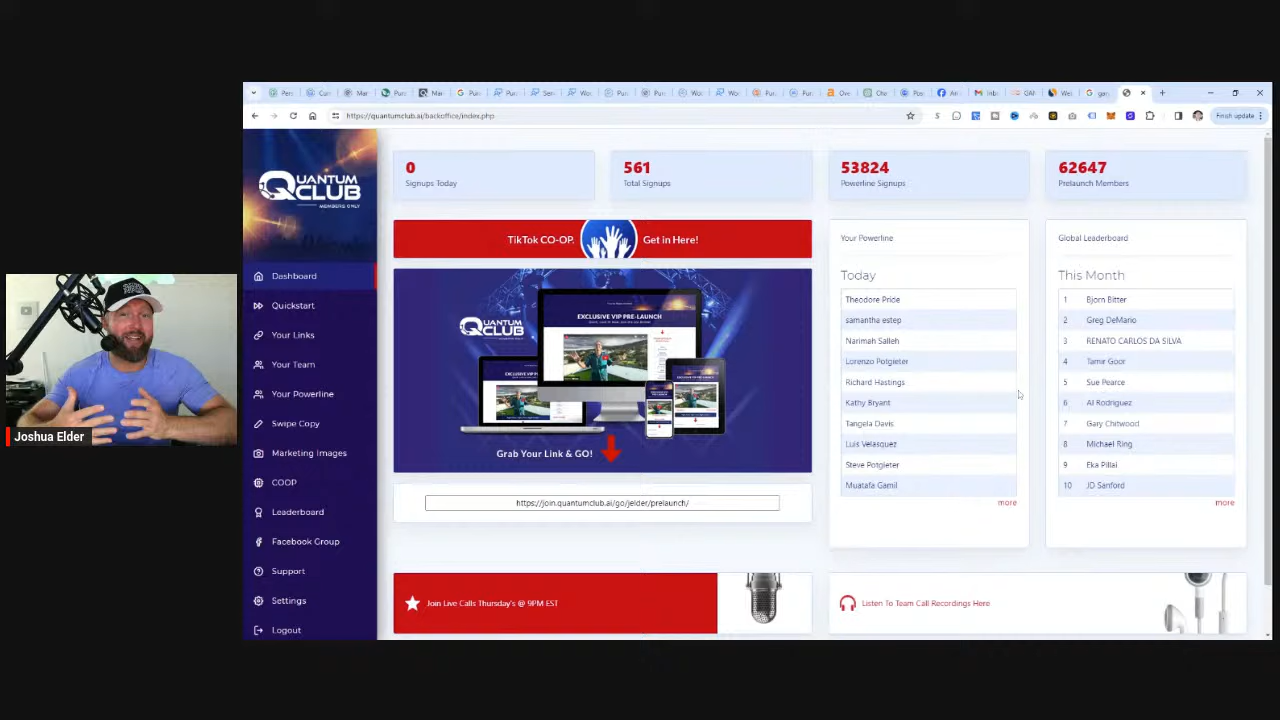 https://quantumclub.ai/backoffice/index.php
Finish update
QUANTUM
CLUB
MEMBERS ONLY
Dashboard
Quickstart
Your Links
Your Team
Your Powerline
Swipe Copy
Marketing Images
COOP
Leaderboard
Facebook Group
Support
Settings
Logout
0
Signups Today
561
Total Signups
53824
Powerline Signups
62647
Prelaunch Members
TikTok CO-OP. Get in Here!
QUANTUM
CLUB
EXCLUSIVE VIP PRE-LAUNCH
Grab Your Link & GO!
https://join.quantumclub.ai/go/jelder/prelaunch/
Join Live Calls Thursday's @ 9PM EST
Your Powerline
Today
Theodore Pride
samantha estep
Narimah Salleh
Lorenzo Potgieter
Richard Hastings
Kathy Bryant
Tangela Davis
Luis Velasquez
Steve Potgieter
Muatafa Gamil
more
Global Leaderboard
This Month
1 Bjorn Bitter
2 Greg DeMario
3 RENATO CARLOS DA SILVA
4 Tamir Goor
5 Sue Pearce
6 Al Rodriguez
7 Gary Chitwood
8 Michael Ring
9 Eka Pillai
10 JD Sanford
more
Listen To Team Call Recordings Here
Joshua Elder